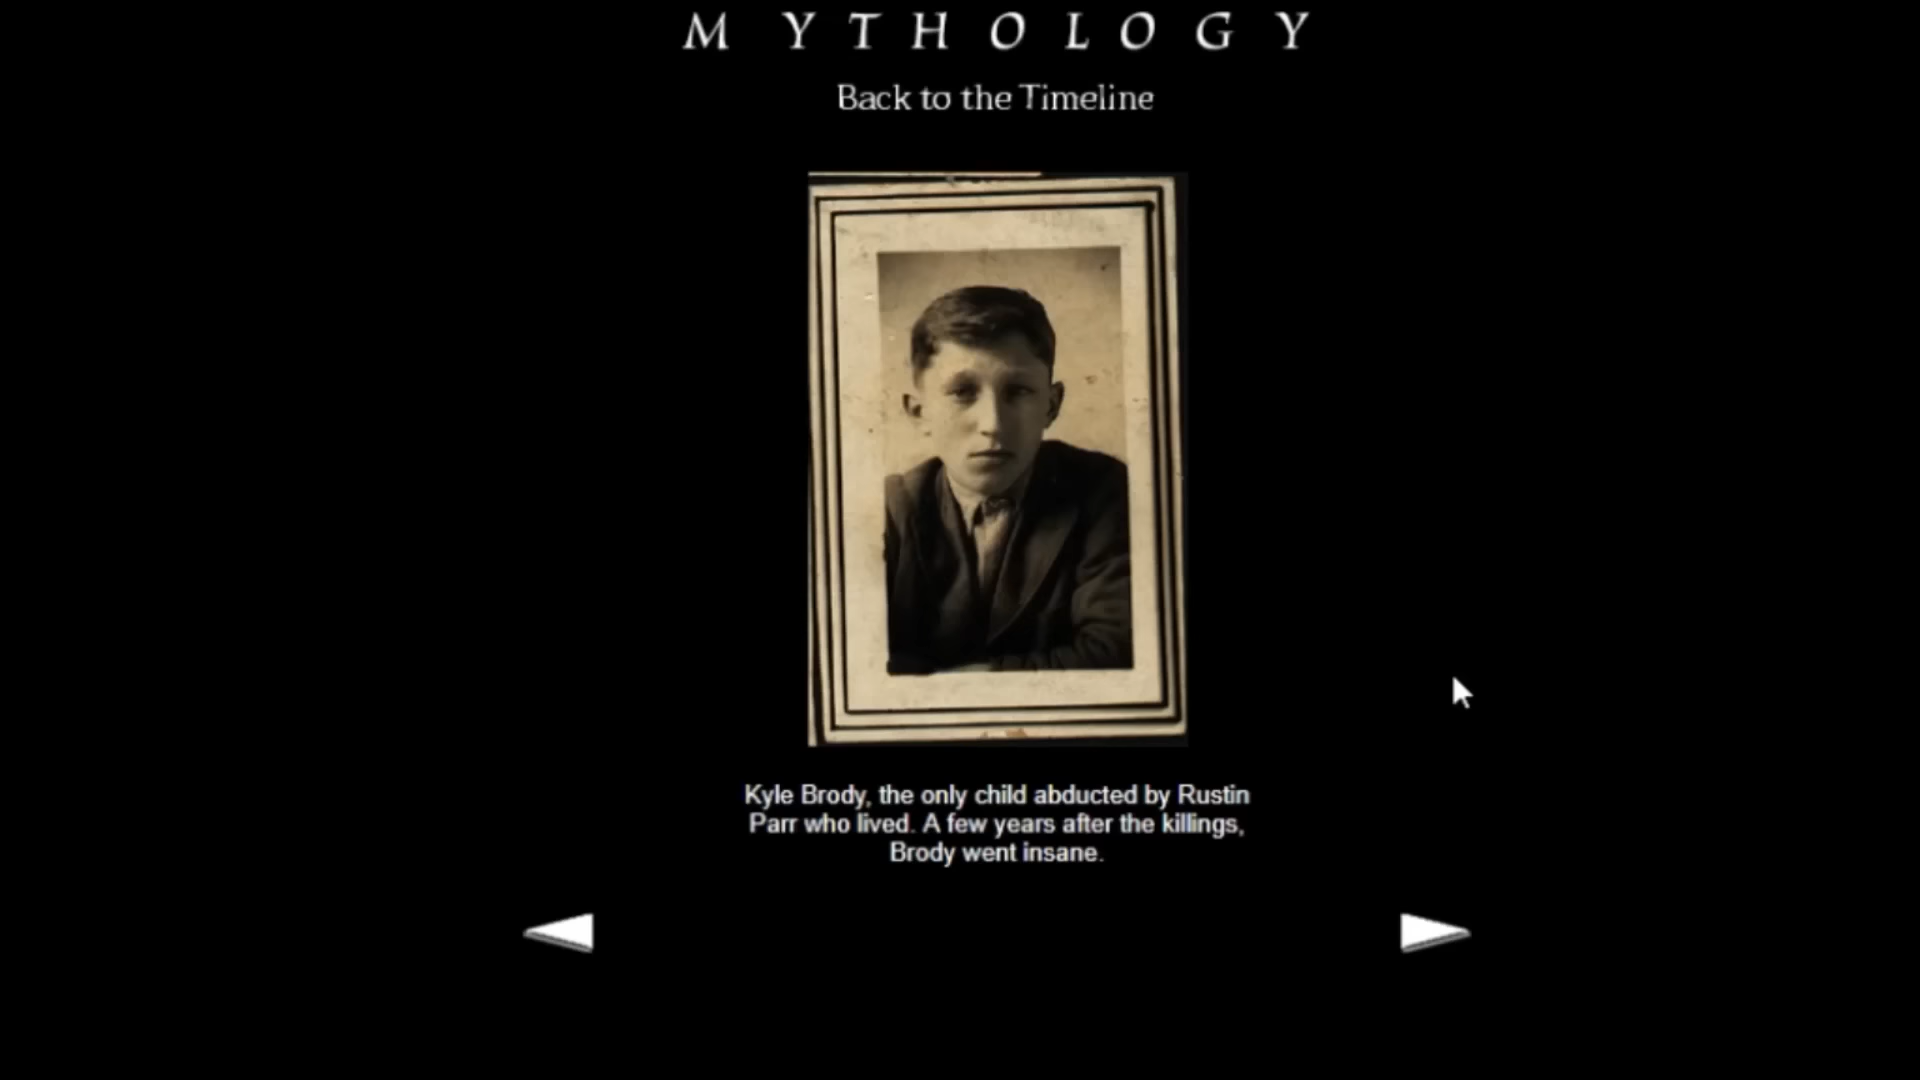 MYTHOLOGY
Back to the Timeline
Kyle Brody, the only child abducted by Rustin
Parr who lived. A few years after the killings,
Brody went insane.